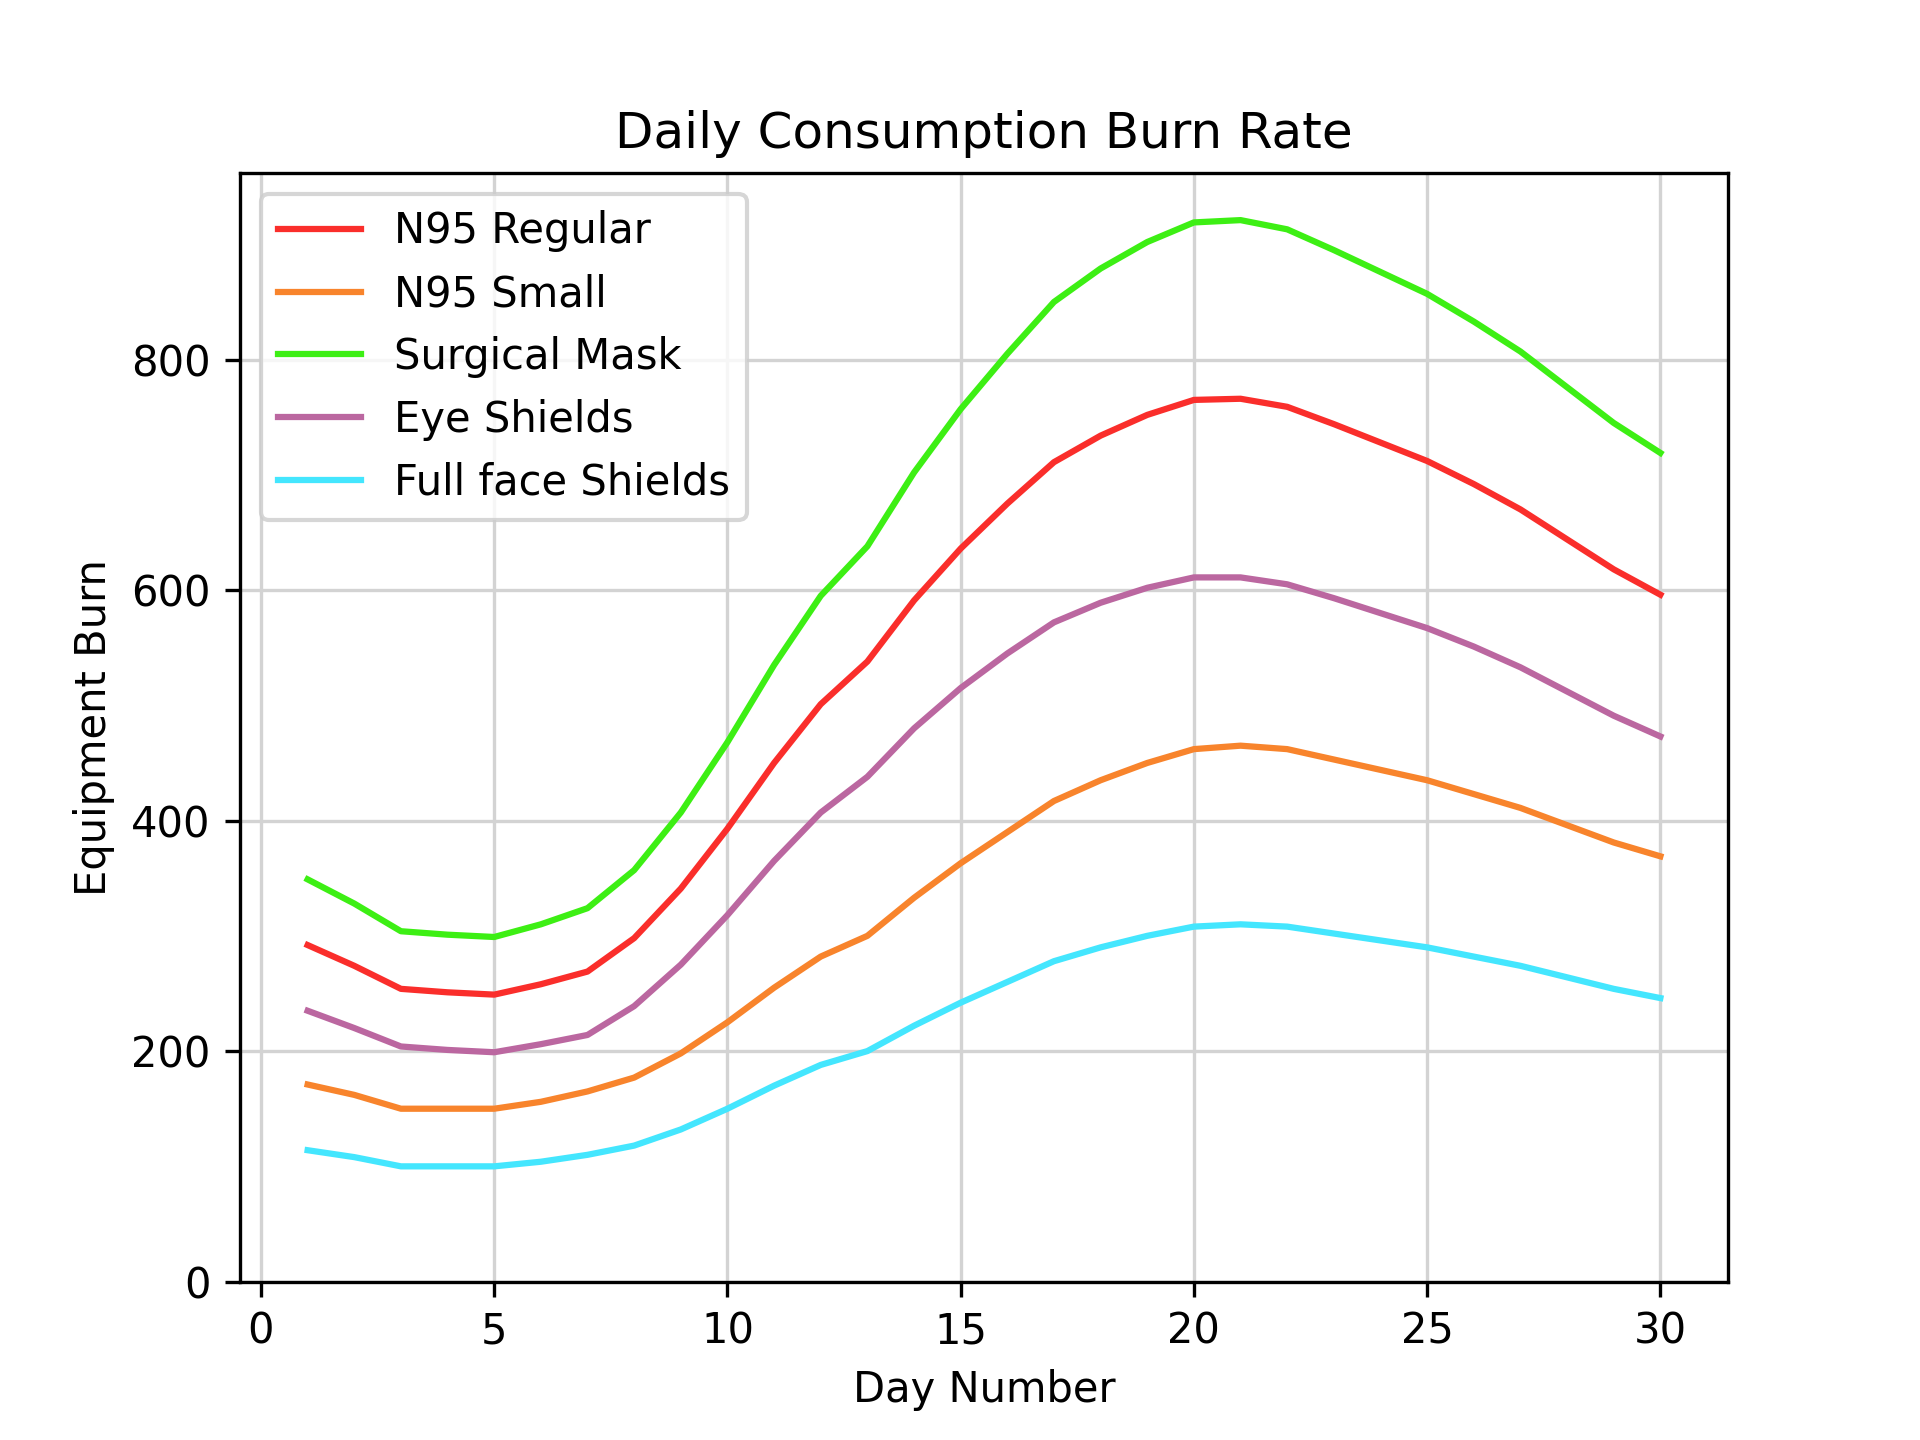 Daily Consumption Burn Rate
N95 Regular
N95 Small
Surgical Mask
Eye Shields
Full face Shields
800
600
400
200
0
Equipment Burn
0 5 10 15 20 25 30
Day Number